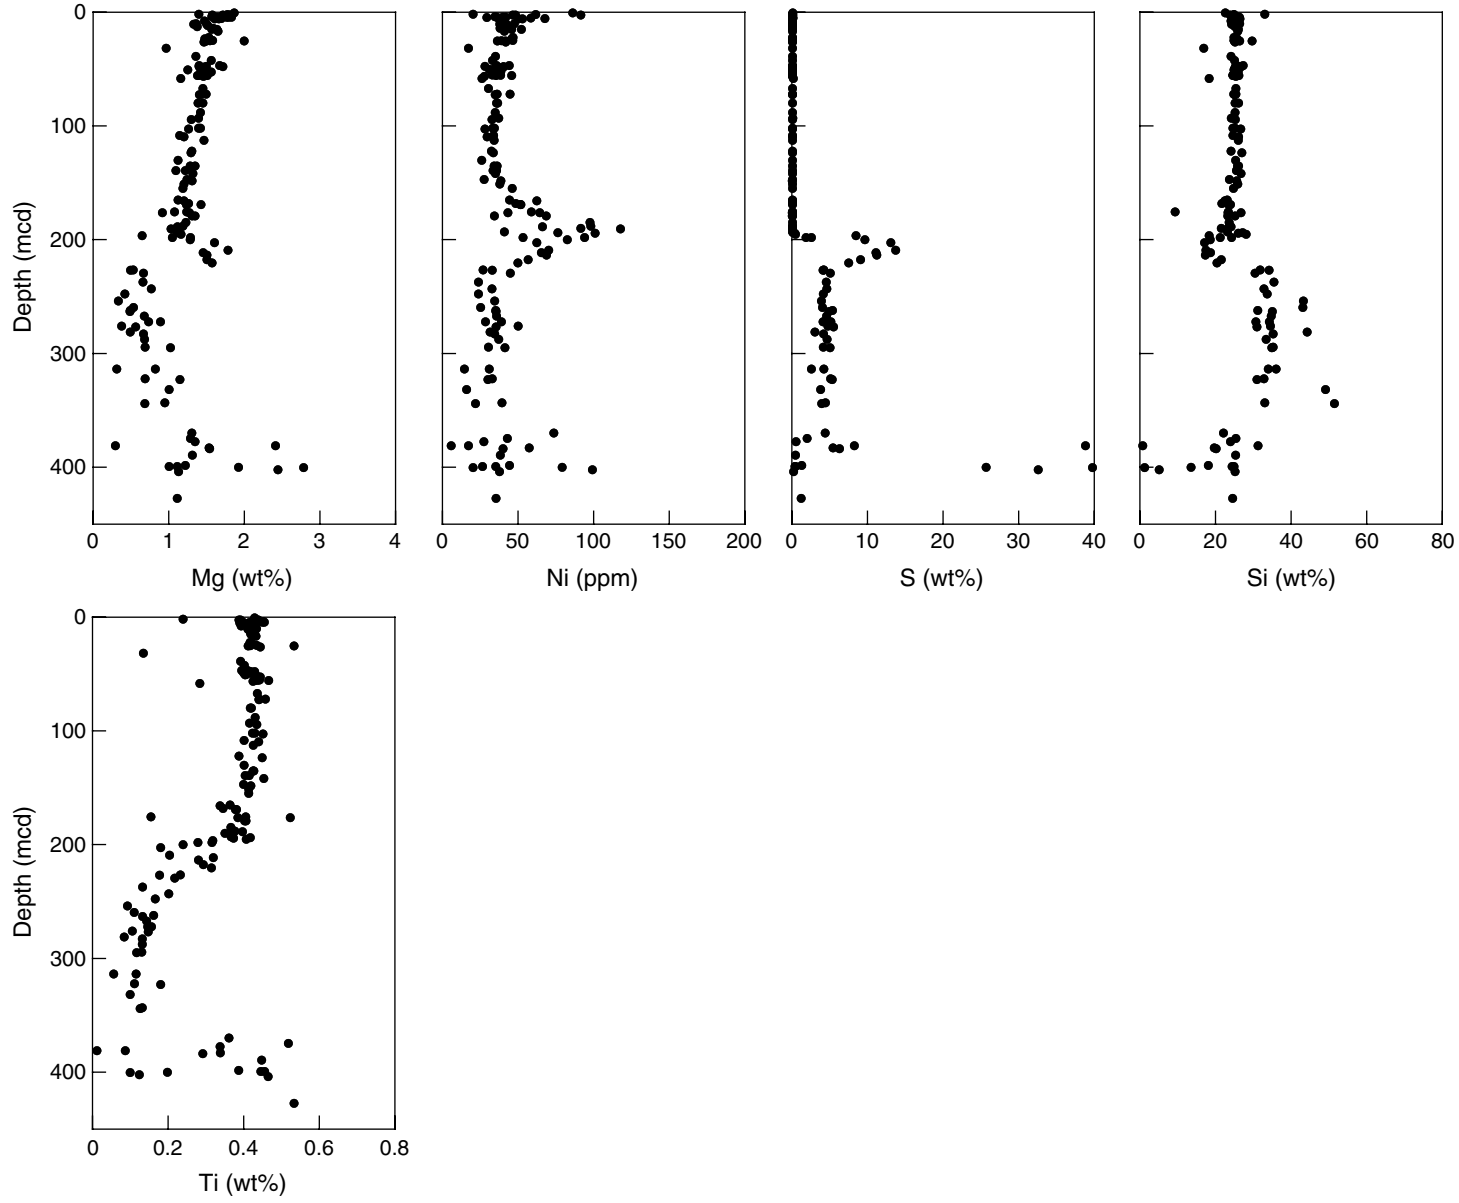 0
100
200
300
400
Depth (mcd)
0 1 2 3 4
Mg (wt%)
0 50 100 150 200
Ni (ppm)
0 10 20 30 40
S (wt%)
0 20 40 60 80
Si (wt%)
0
100
200
300
400
Depth (mcd)
0 0.2 0.4 0.6 0.8
Ti (wt%)